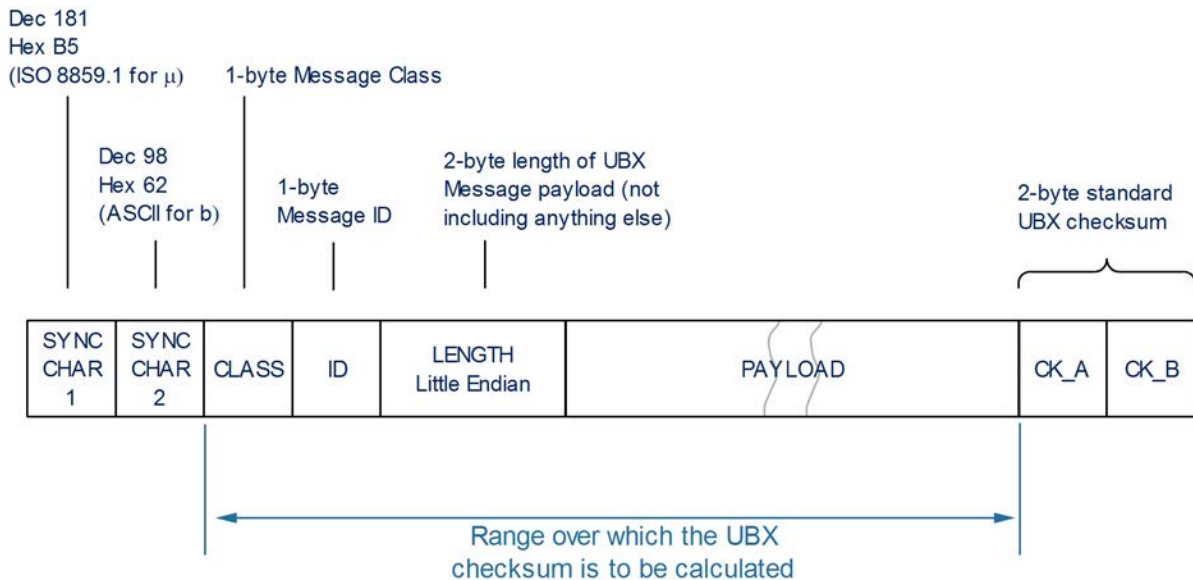 Dec 181
Hex B5
(ISO 8859.1 for μ)
1-byte Message Class
Dec 98
Hex 62
(ASCII for b)
1-byte
Message ID
2-byte length of UBX
Message payload (not
including anything else)
2-byte standard
UBX checksum
SYNC
CHAR
1
SYNC
CHAR
2
CLASS
ID
LENGTH
Little Endian
PAYLOAD
CK_A
CK_B
Range over which the UBX
checksum is to be calculated